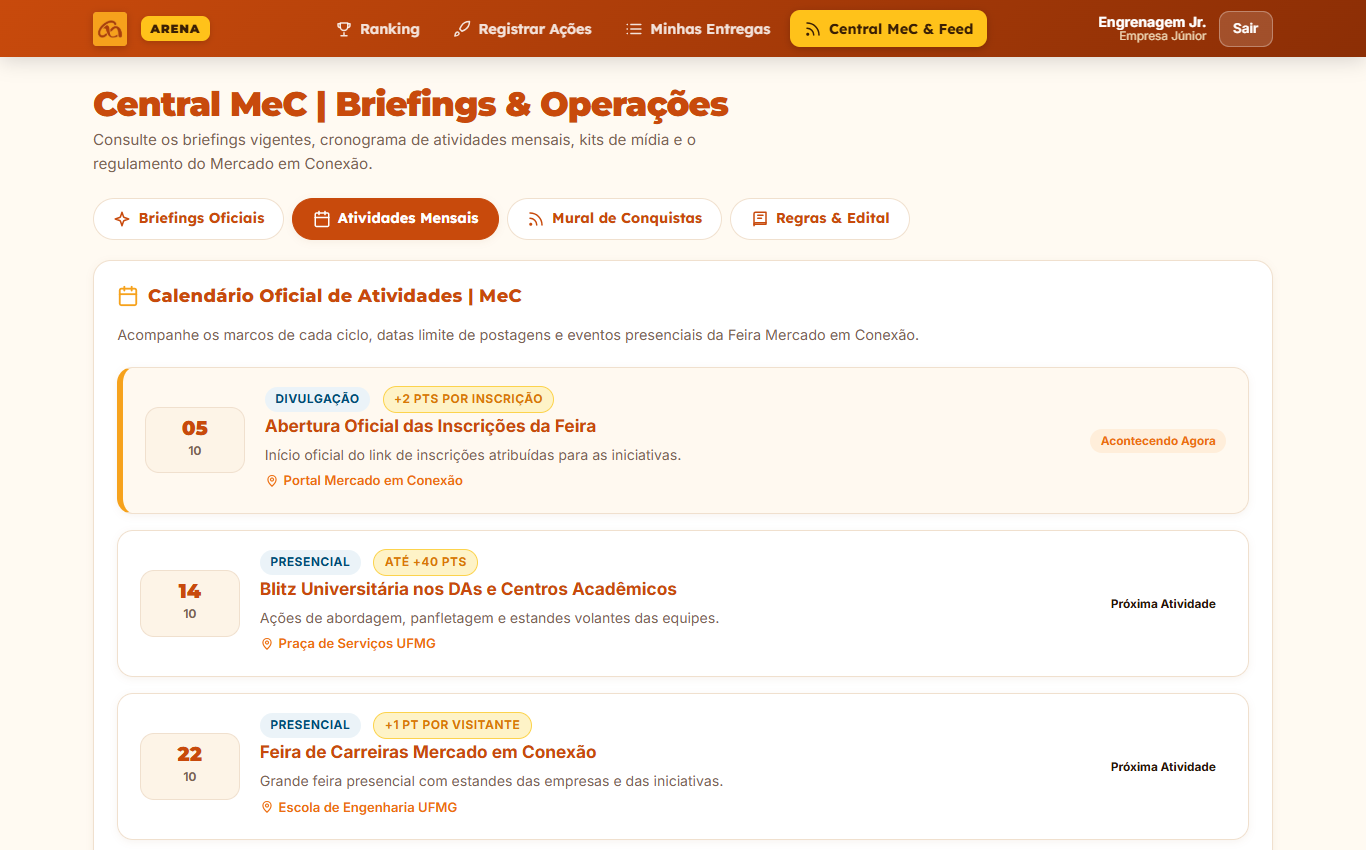 ARENA
Ranking
Registrar Ações
Minhas Entregas
Central MeC & Feed
Engrenagem Jr.
Empresa Júnior
Sair
Central MeC | Briefings & Operações
Consulte os briefings vigentes, cronograma de atividades mensais, kits de mídia e o
regulamento do Mercado em Conexão.
Briefings Oficiais
Atividades Mensais
Mural de Conquistas
Regras & Edital
Calendário Oficial de Atividades | MeC
Acompanhe os marcos de cada ciclo, datas limite de postagens e eventos presenciais da Feira Mercado em Conexão.
05
10
DIVULGAÇÃO
+2 PTS POR INSCRIÇÃO
Abertura Oficial das Inscrições da Feira
Início oficial do link de inscrições atribuídas para as iniciativas.
Portal Mercado em Conexão
Acontecendo Agora
14
10
PRESENCIAL
ATÉ +40 PTS
Blitz Universitária nos DAs e Centros Acadêmicos
Ações de abordagem, panfletagem e estandes volantes das equipes.
Praça de Serviços UFMG
Próxima Atividade
22
10
PRESENCIAL
+1 PT POR VISITANTE
Feira de Carreiras Mercado em Conexão
Grande feira presencial com estandes das empresas e das iniciativas.
Escola de Engenharia UFMG
Próxima Atividade